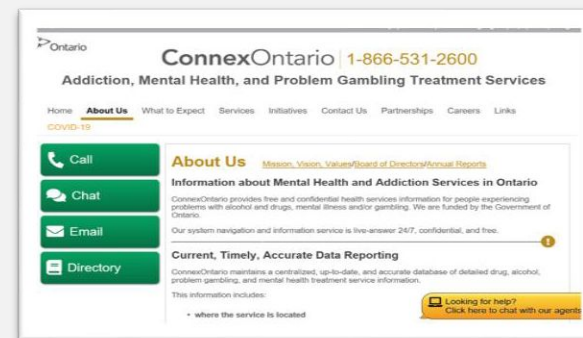 Ontario
ConnexOntario 1-866-531-2600
Addiction, Mental Health, and Problem Gambling Treatment Services
Home About Us What to Expect Services Initiatives Contact Us Partnerships Careers Links
COVID-19
Call
Chat
Email
Directory
About Us Mission, Vision, Values/Board of Directors/Annual Reports
Information about Mental Health and Addiction Services in Ontario
ConnexOntario provides free and confidential health services information for people experiencing
problems with alcohol and drugs, mental illness and/or gambling. We are funded by the Government of
Ontario.
Our system navigation and information service is live-answer 24/7, confidential, and free.
Current, Timely, Accurate Data Reporting
ConnexOntario maintains a centralized, up-to-date, and accurate database of detailed drug, alcohol,
problem gambling, and mental health treatment service information.
This information includes:
• where the service is located
Looking for help?
Click here to chat with our agents